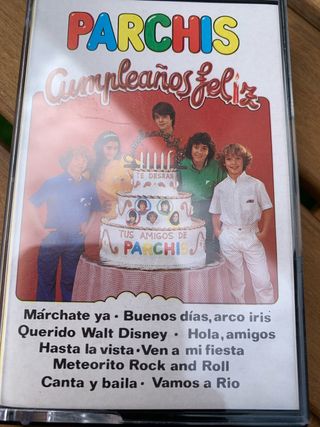 PARCHIS
Cumpleaños feliz
TE DESEAN
TUS AMIGOS DE
PARCHIS
Márchate ya · Buenos días, arco iris
Querido Walt Disney · Hola, amigos
Hasta la vista · Ven a mi fiesta
Meteorito Rock and Roll
Canta y baila · Vamos a Rio